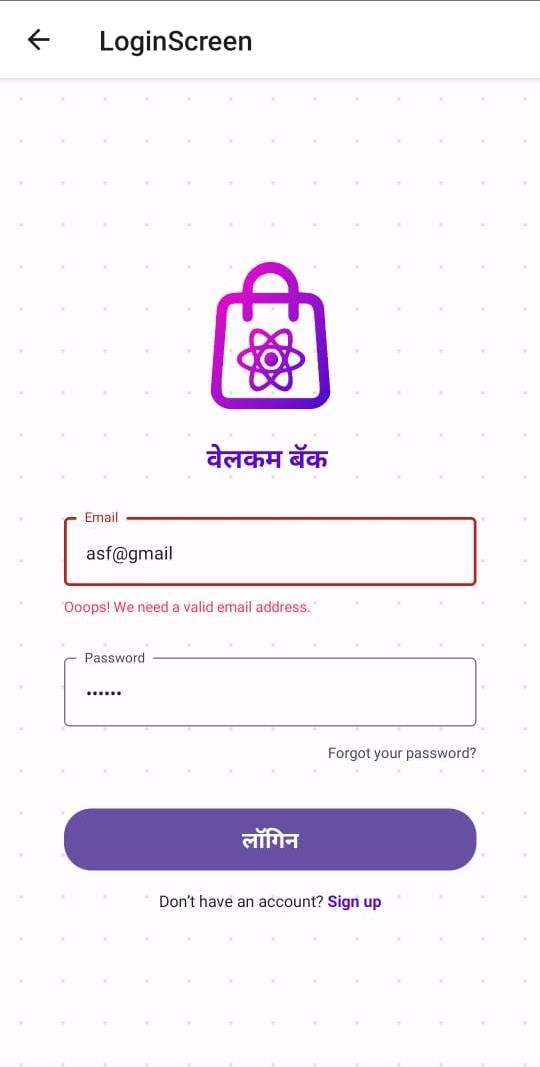 LoginScreen
वेलकम बॅक
Email
asf@gmail
Ooops! We need a valid email address.
Password
••••••
Forgot your password?
लॉगिन
Don’t have an account? Sign up